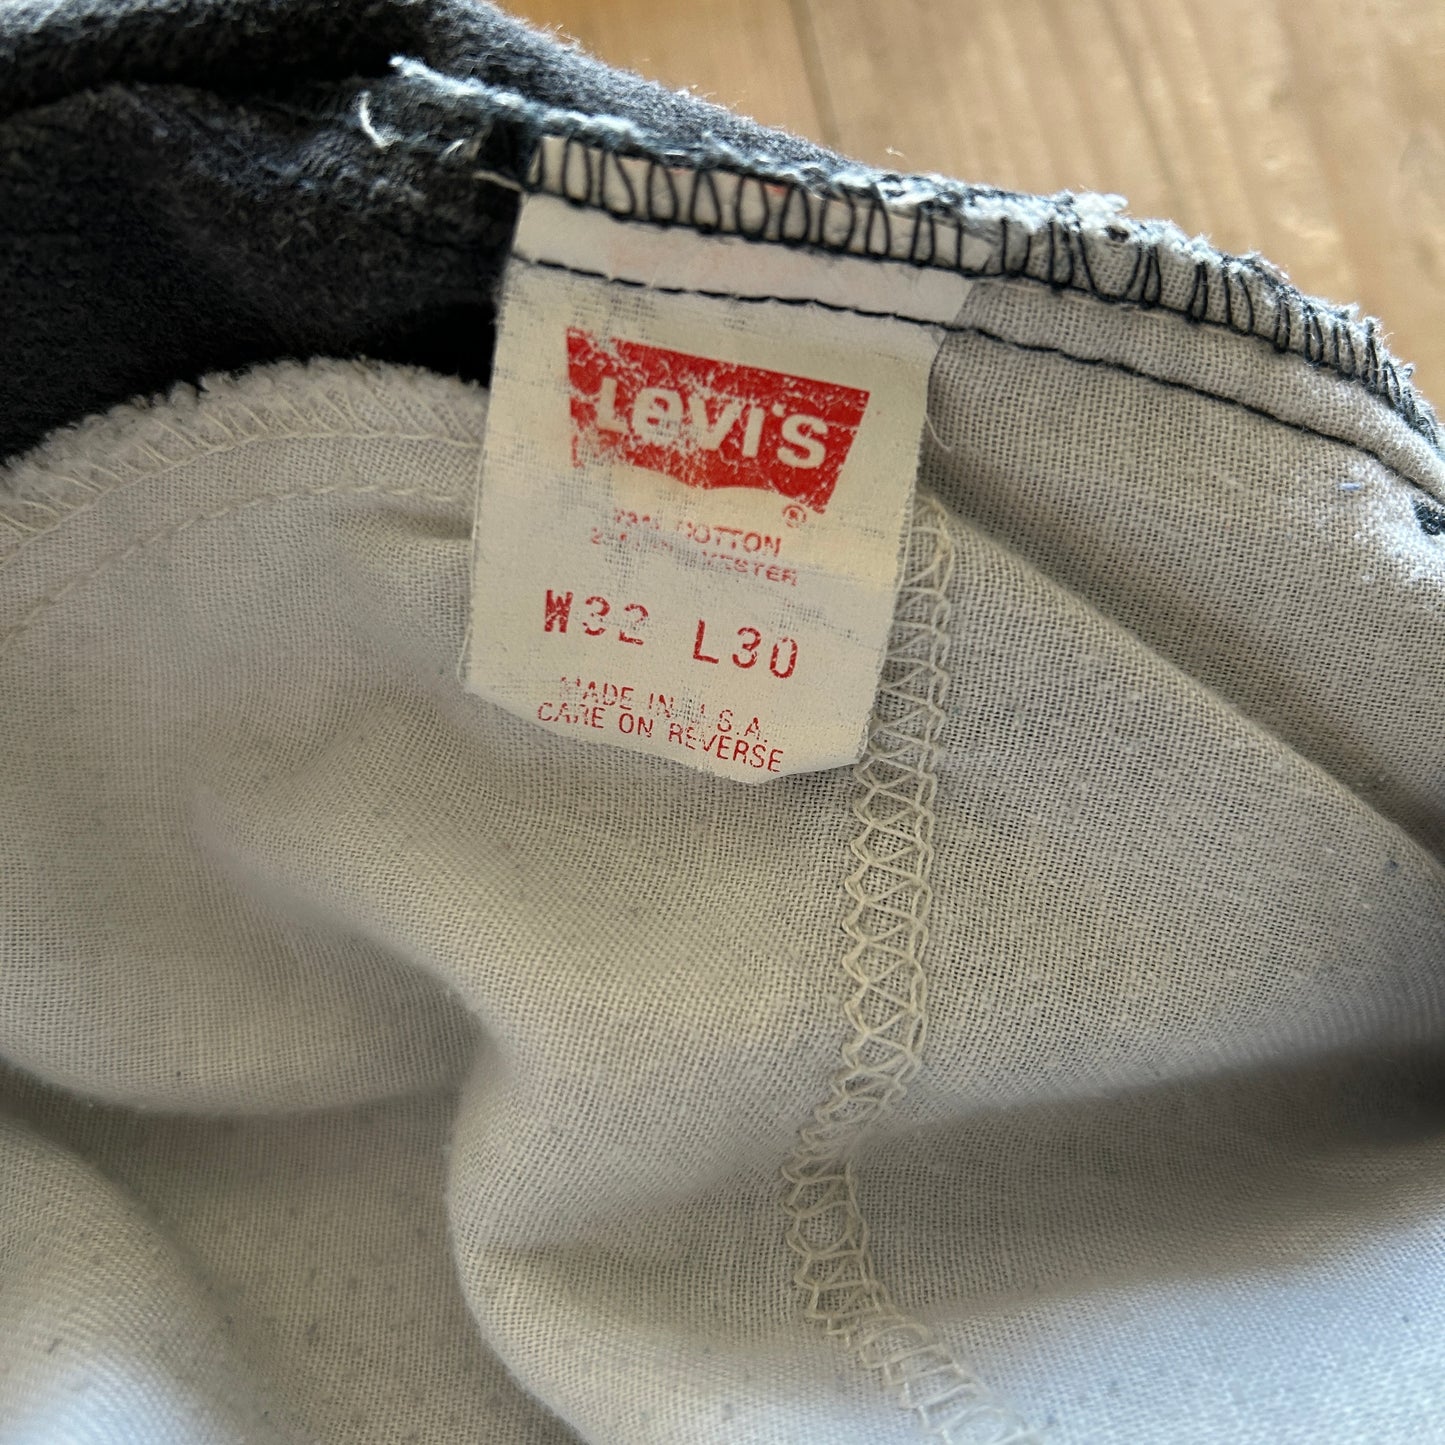 Levi's
®
COTTON
W32 L30
MADE IN U.S.A.
CARE ON REVERSE